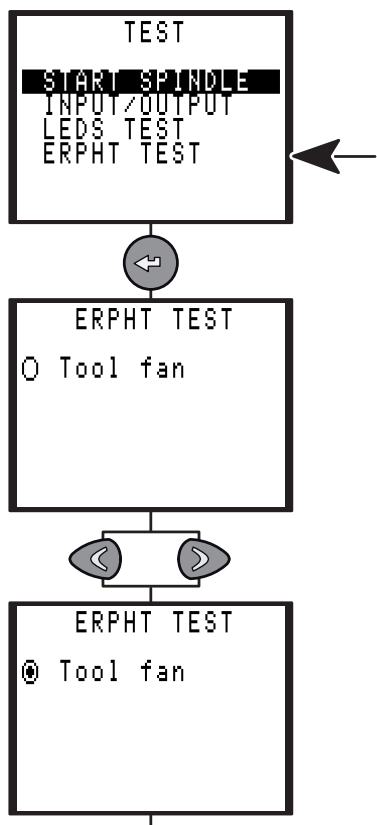 TEST
START SPINDLE
INPUT/OUTPUT
LEDS TEST
ERPHT TEST
ERPHT TEST
Tool fan
ERPHT TEST
Tool fan